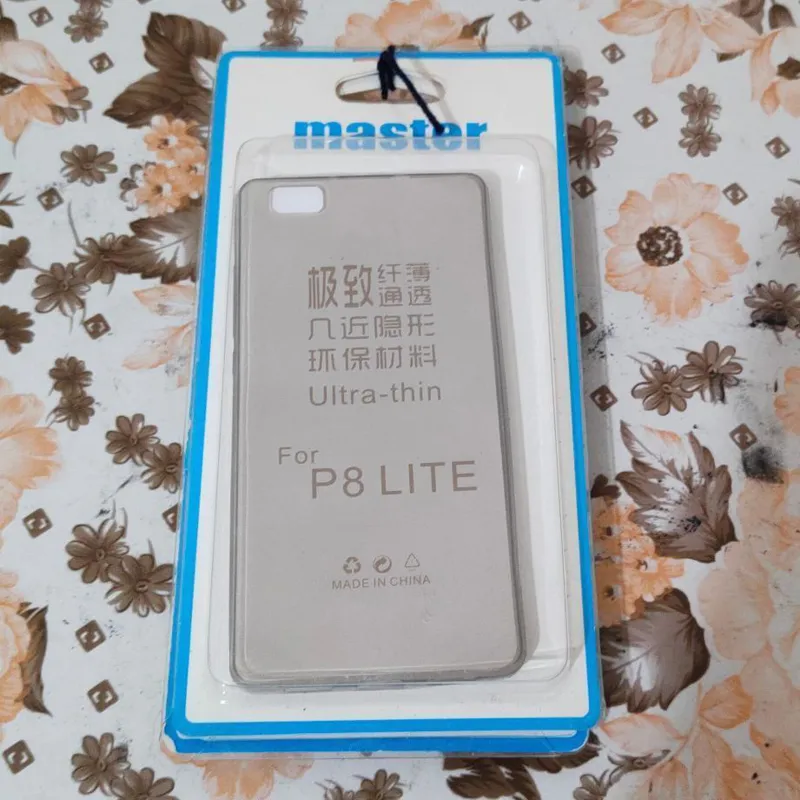 master
极致纤薄
通透
几近隐形
环保材料
Ultra-thin
For
P8 LITE
MADE IN CHINA